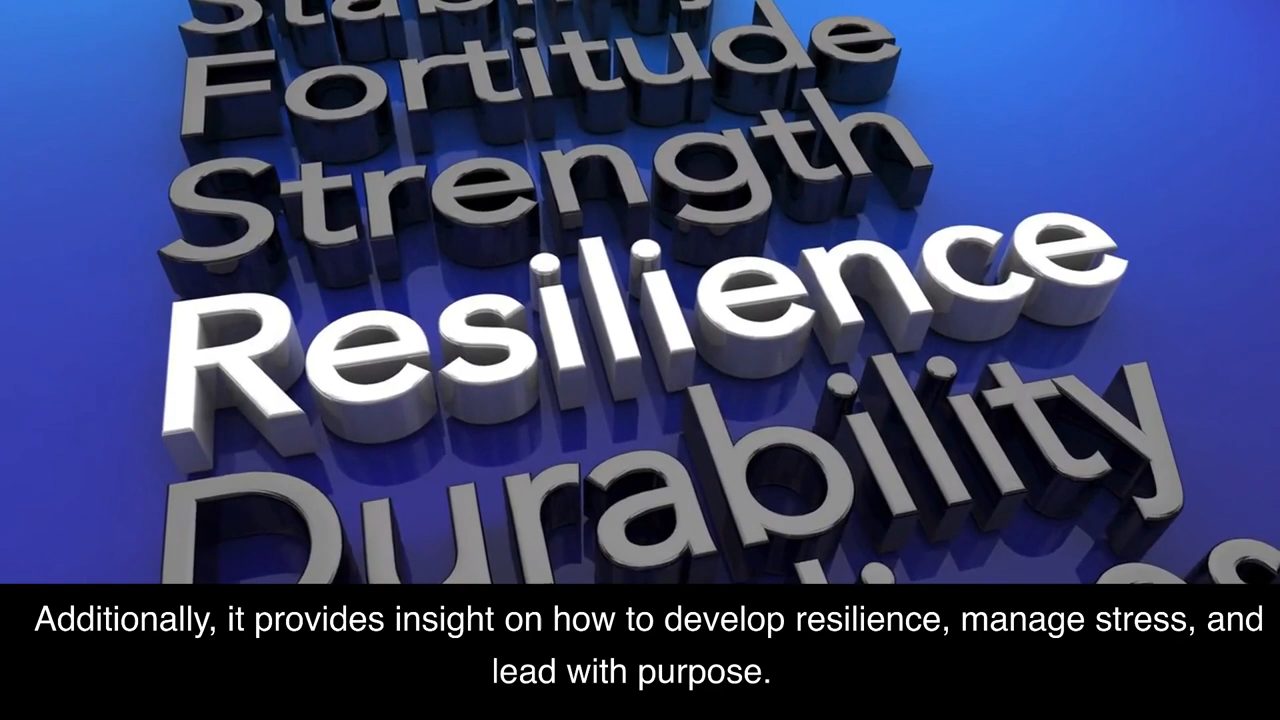 Stability
Fortitude
Strength
Resilience
Durability
Additionally, it provides insight on how to develop resilience, manage stress, and
lead with purpose.